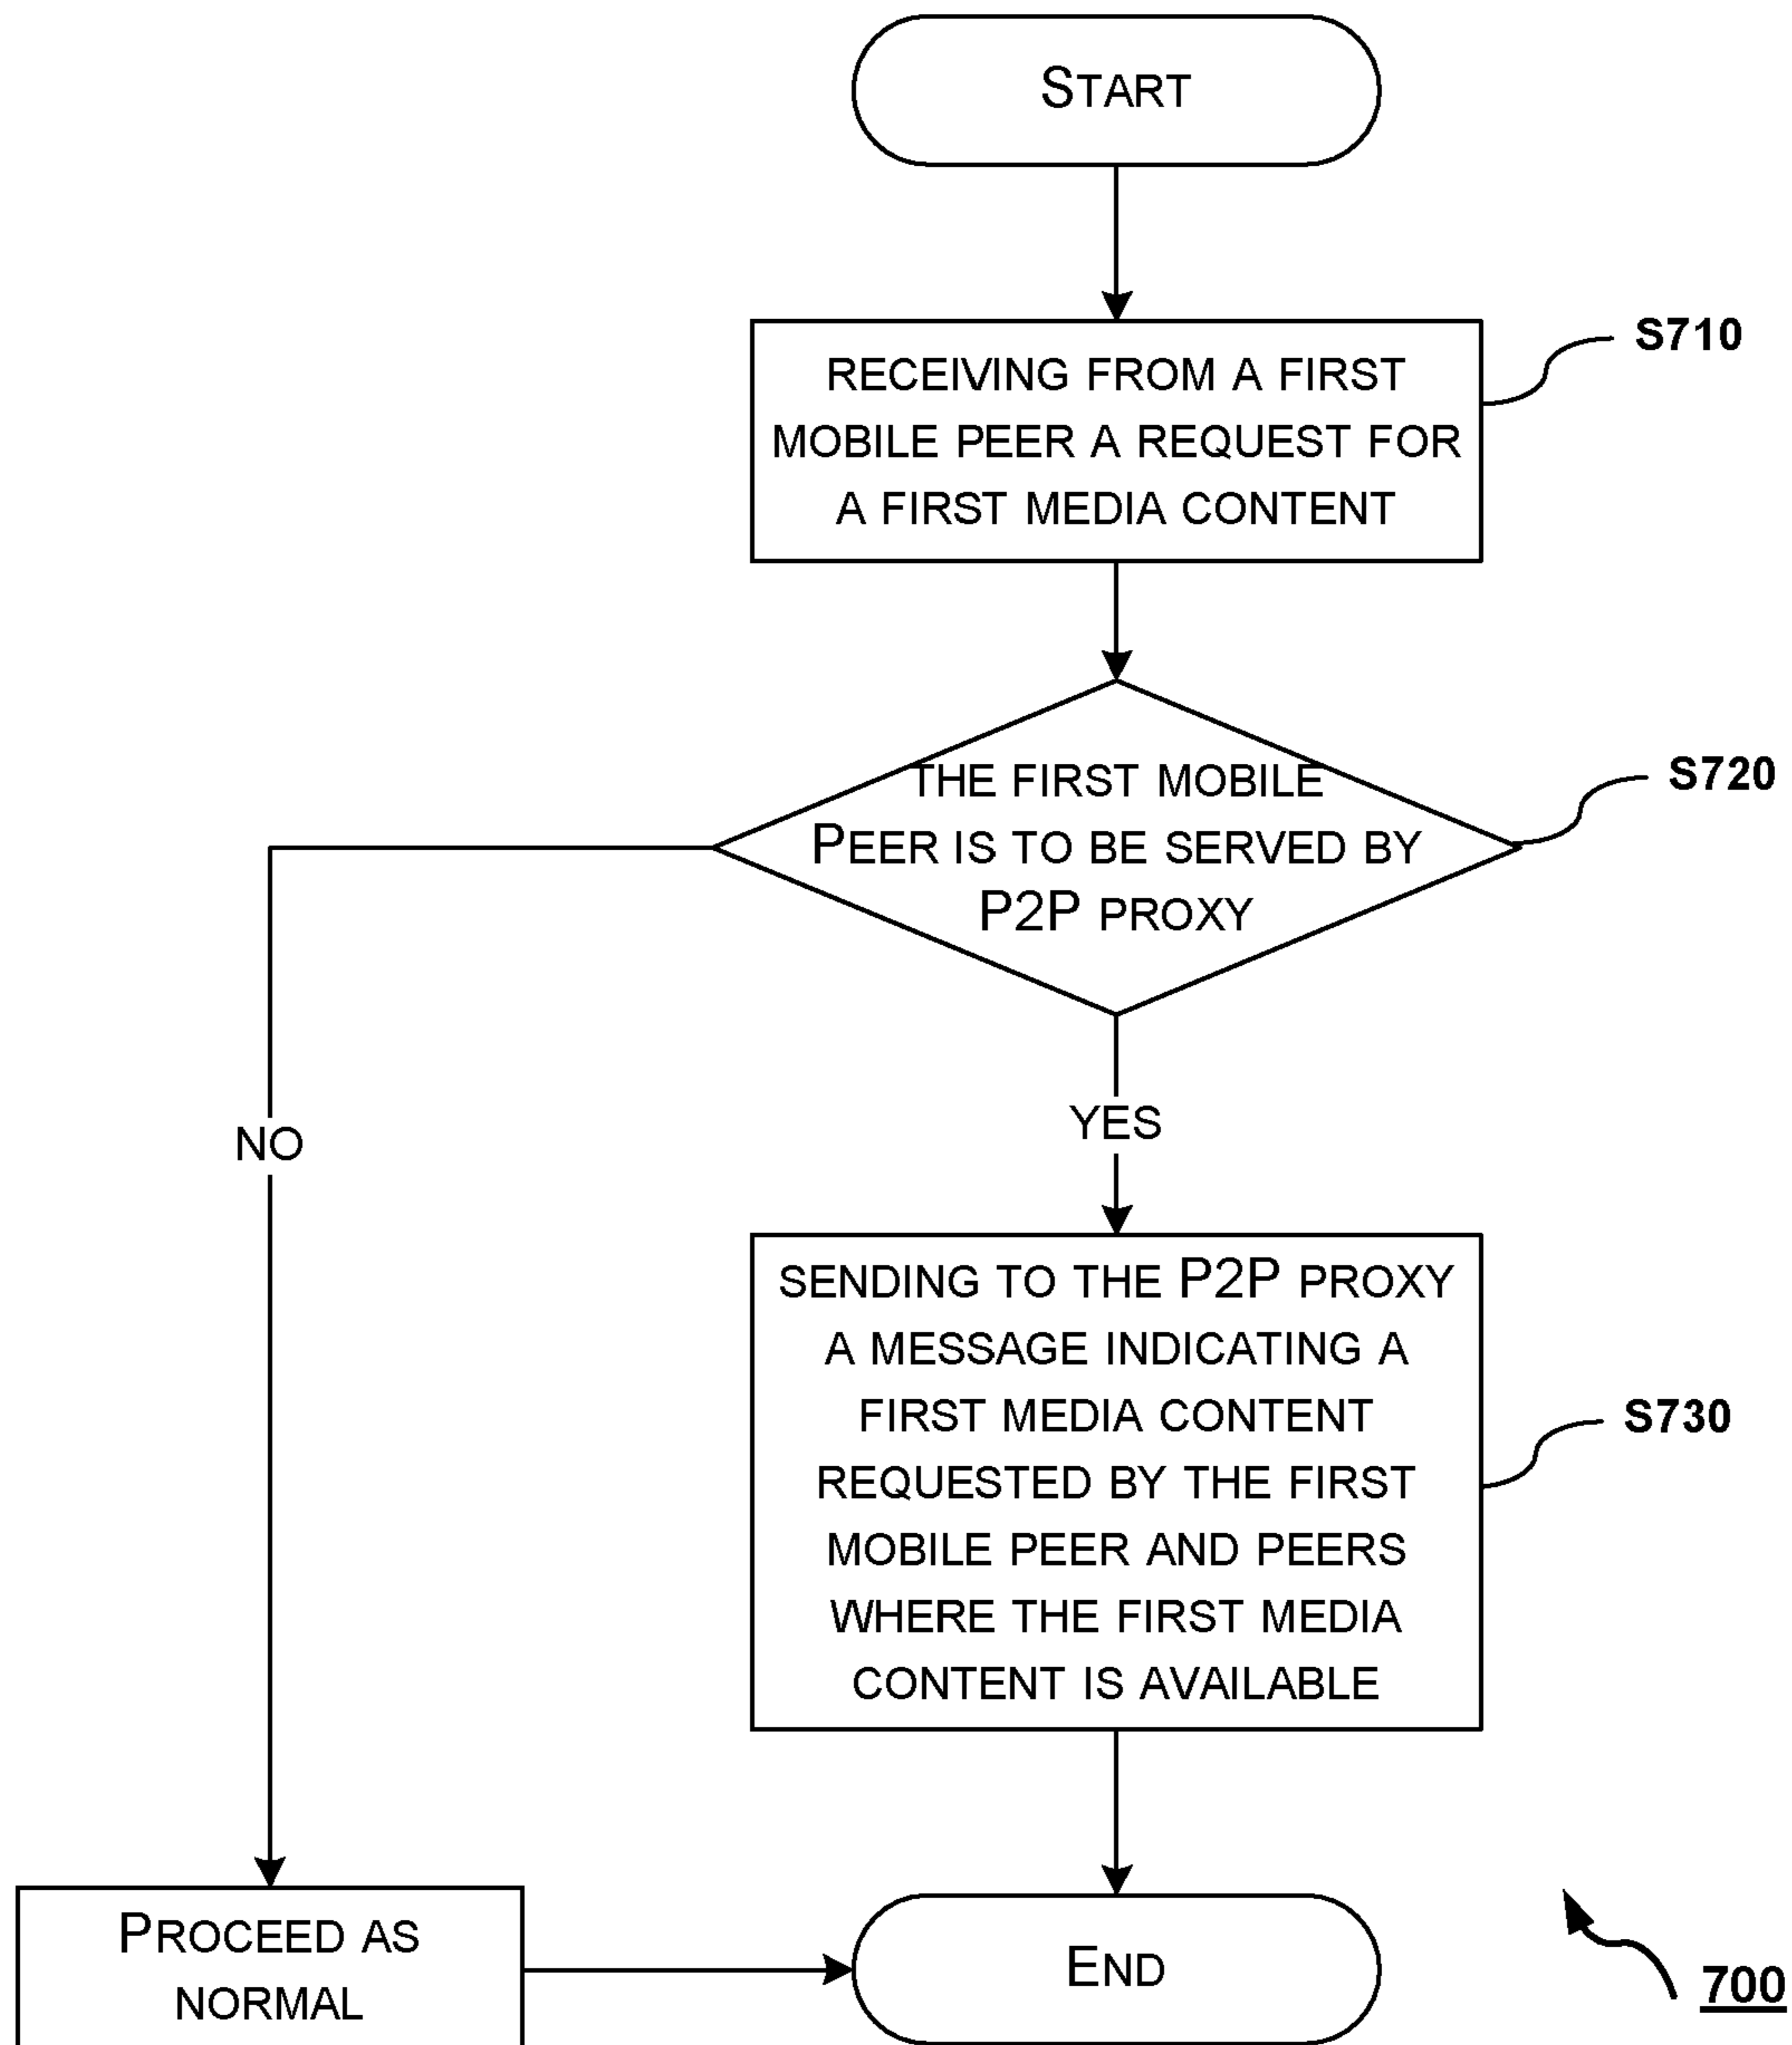 START
RECEIVING FROM A FIRST
MOBILE PEER A REQUEST FOR
A FIRST MEDIA CONTENT
S710
THE FIRST MOBILE
PEER IS TO BE SERVED BY
P2P PROXY
S720
NO
YES
SENDING TO THE P2P PROXY
A MESSAGE INDICATING A
FIRST MEDIA CONTENT
REQUESTED BY THE FIRST
MOBILE PEER AND PEERS
WHERE THE FIRST MEDIA
CONTENT IS AVAILABLE
S730
PROCEED AS
NORMAL
END
700